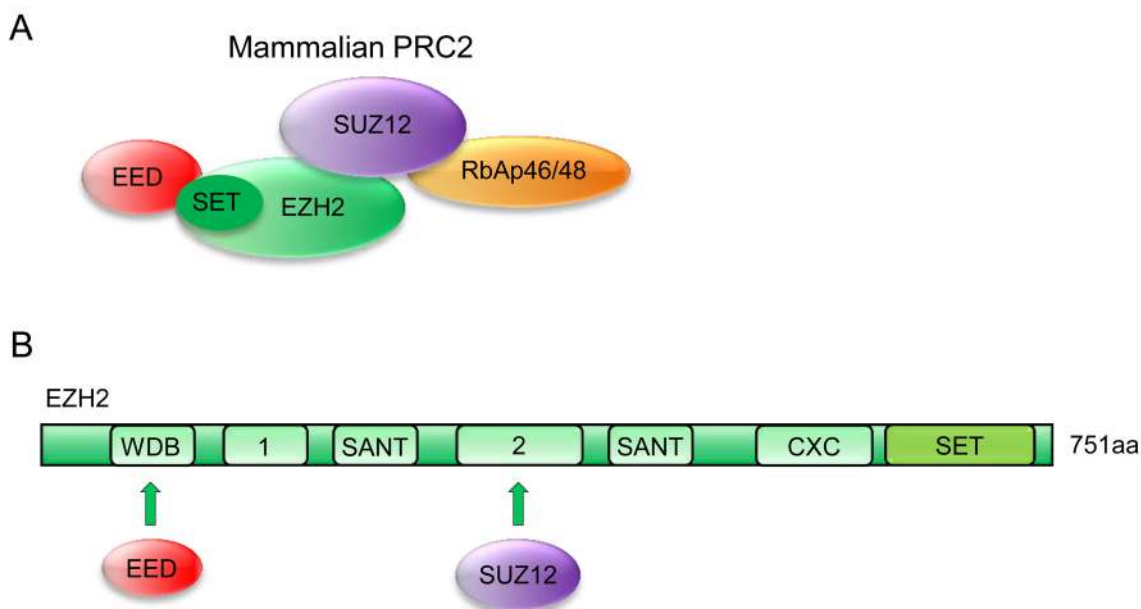 A
Mammalian PRC2
SUZ12
EED
RbAp46/48
SET
EZH2
B
EZH2
WDB 1 SANT 2 SANT CXC SET 751aa
EED SUZ12